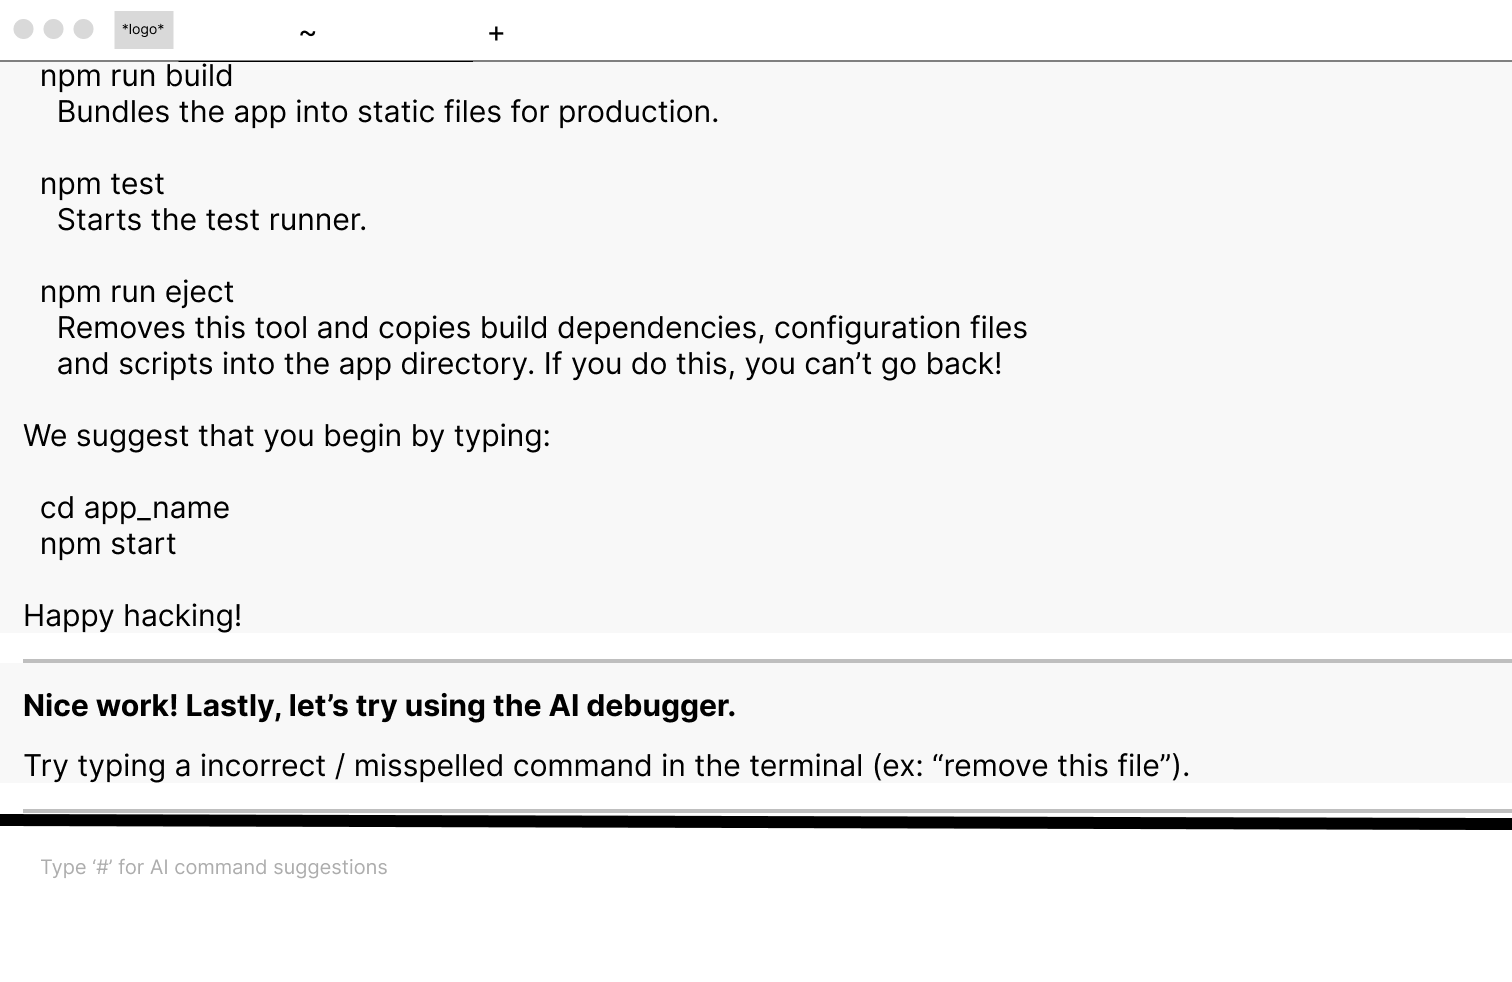 *logo*
~
+
npm run build
Bundles the app into static files for production.
npm test
Starts the test runner.
npm run eject
Removes this tool and copies build dependencies, configuration files
and scripts into the app directory. If you do this, you can’t go back!
We suggest that you begin by typing:
cd app_name
npm start
Happy hacking!
Nice work! Lastly, let’s try using the AI debugger.
Try typing a incorrect / misspelled command in the terminal (ex: “remove this file”).
Type ‘#’ for AI command suggestions